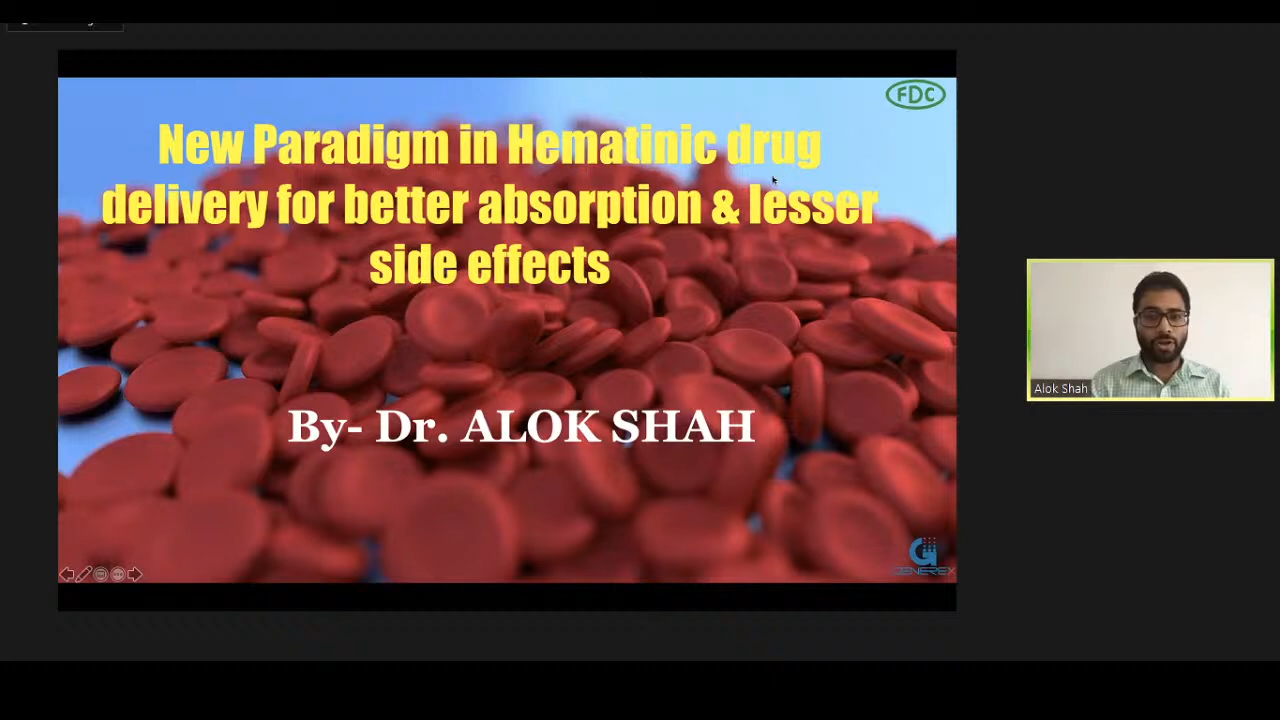 FDC
New Paradigm in Hematinic drug
delivery for better absorption & lesser
side effects
By- Dr. ALOK SHAH
Alok Shah
GENEREX